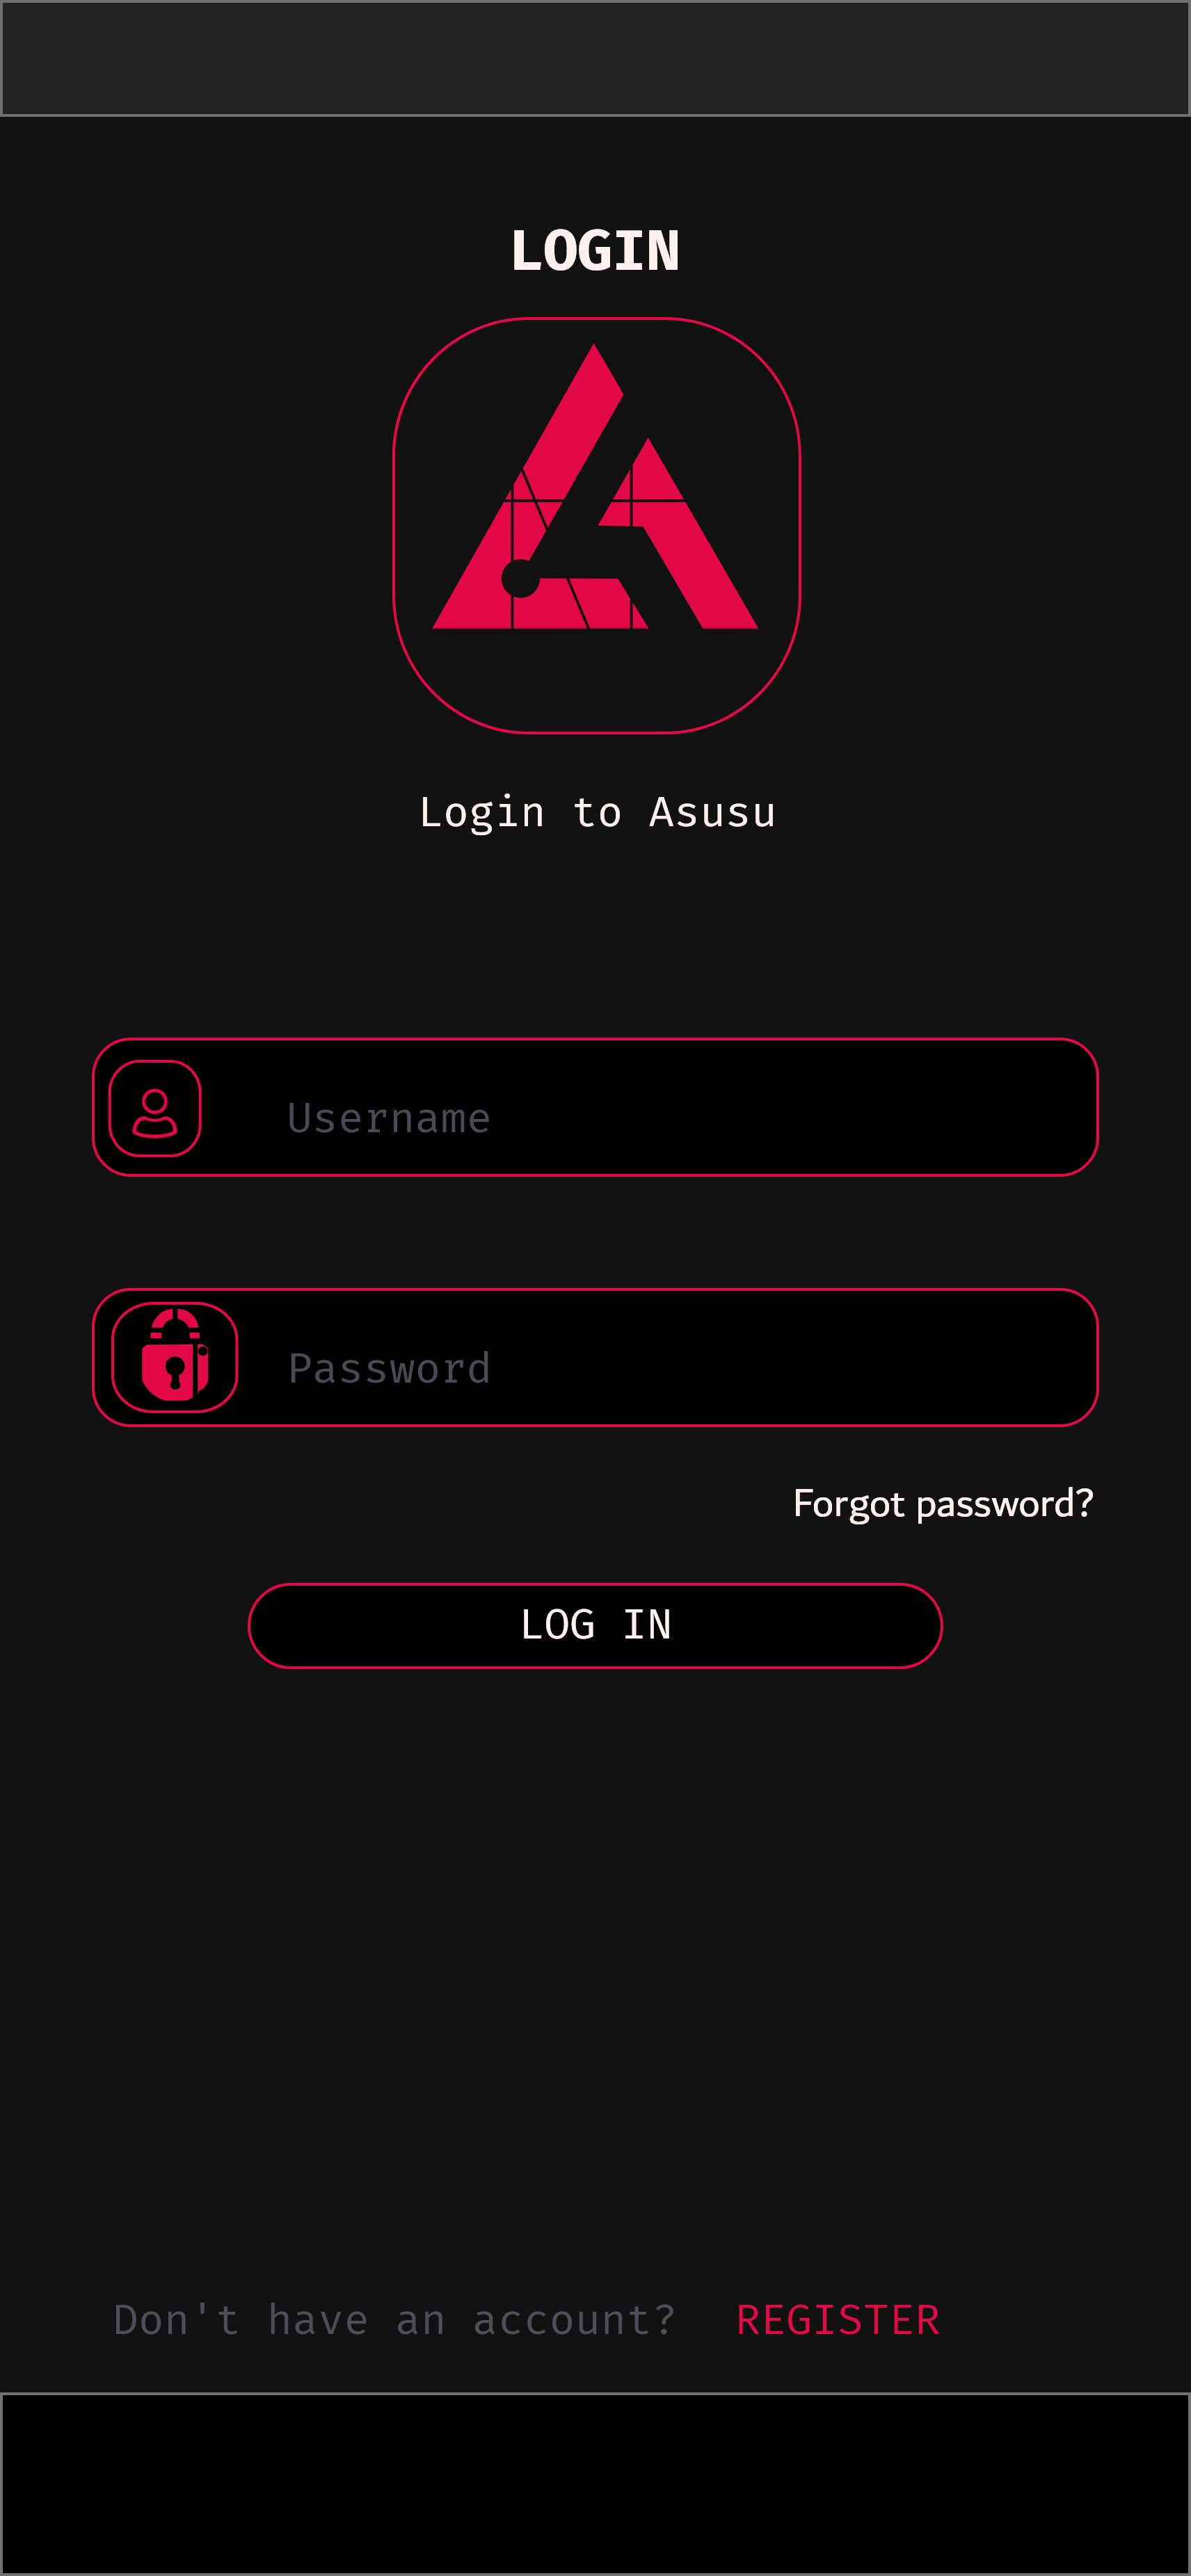 LOGIN
Login to Asusu
Username
Password
Forgot password?
LOG IN
Don't have an account? REGISTER